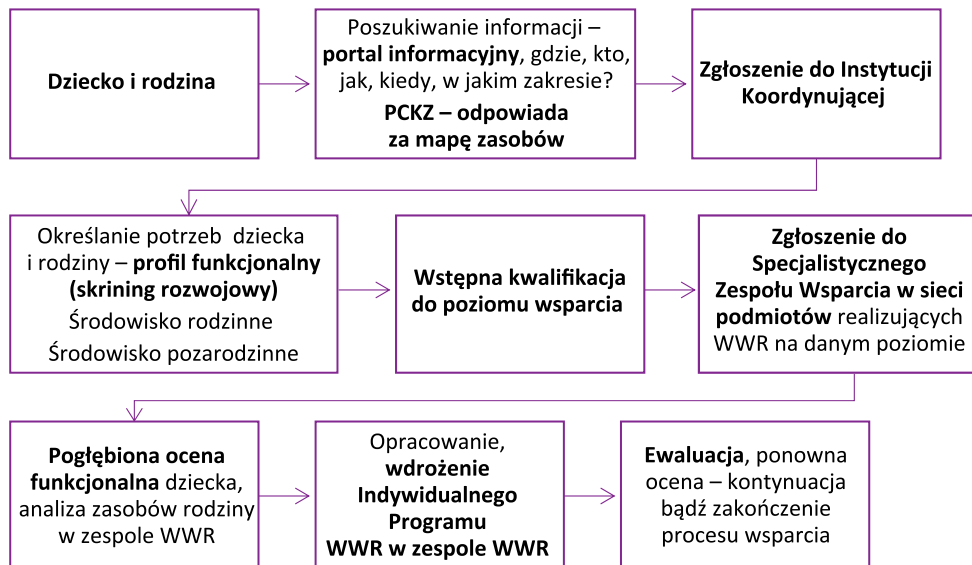 Dziecko i rodzina
Poszukiwanie informacji –
portal informacyjny, gdzie, kto,
jak, kiedy, w jakim zakresie?
PCKZ – odpowiada
za mapę zasobów
Zgłoszenie do Instytucji
Koordynującej
Określanie potrzeb dziecka
i rodziny – profil funkcjonalny
(skrining rozwojowy)
Środowisko rodzinne
Środowisko pozarodzinne
Wstępna kwalifikacja
do poziomu wsparcia
Zgłoszenie do
Specjalistycznego
Zespołu Wsparcia w sieci
podmiotów realizujących
WWR na danym poziomie
Pogłębiona ocena
funkcjonalna dziecka,
analiza zasobów rodziny
w zespole WWR
Opracowanie,
wdrożenie
Indywidualnego
Programu
WWR w zespole WWR
Ewaluacja, ponowna
ocena – kontynuacja
bądź zakończenie
procesu wsparcia